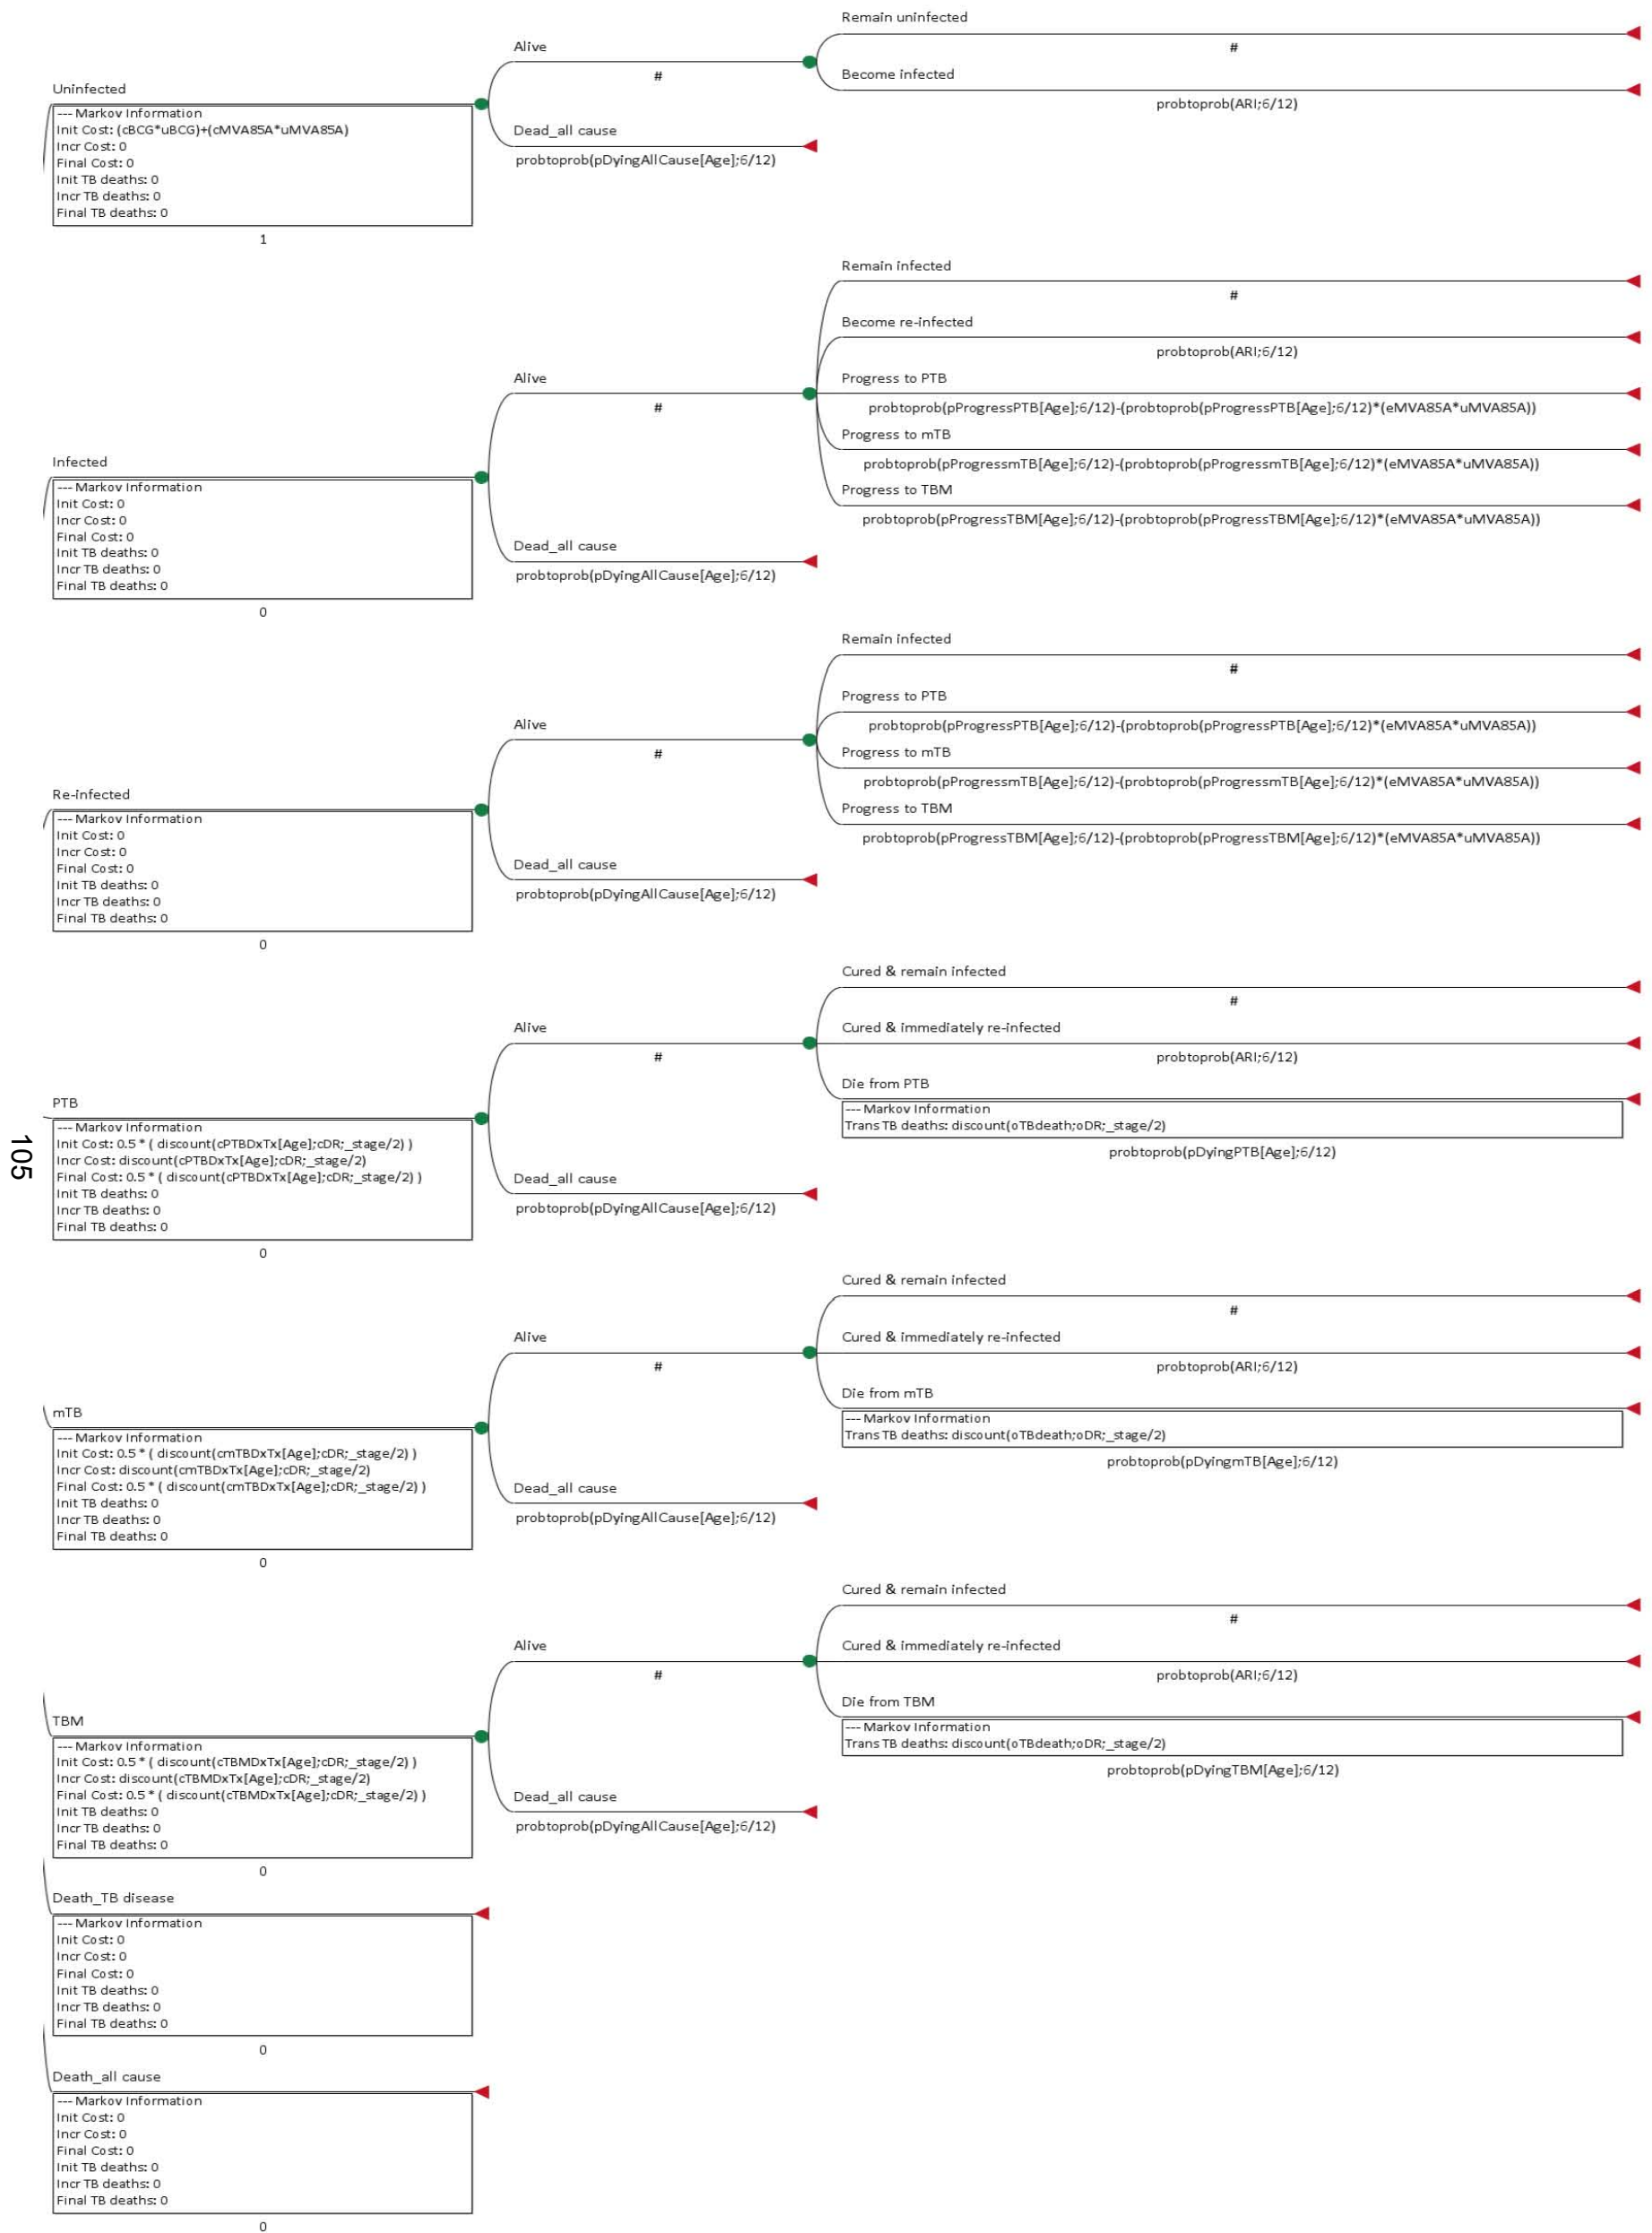 Remain uninfected
#
Become infected
probtoprob(ARI;6/12)
Alive
#
Dead_all cause
probtoprob(pDyingAllCause[Age];6/12)
Uninfected
--- Markov Information
Init Cost: (cBCG*uBCG)+(cMVA85A*uMVA85A)
Incr Cost: 0
Final Cost: 0
Init TB deaths: 0
Incr TB deaths: 0
Final TB deaths: 0
1
Remain infected
#
Become re-infected
probtoprob(ARI;6/12)
Progress to PTB
probtoprob(pProgressPTB[Age];6/12)-(probtoprob(pProgressPTB[Age];6/12)*(eMVA85A*uMVA85A))
Progress to mTB
probtoprob(pProgressmTB[Age];6/12)-(probtoprob(pProgressmTB[Age];6/12)*(eMVA85A*uMVA85A))
Progress to TBM
probtoprob(pProgressTBM[Age];6/12)-(probtoprob(pProgressTBM[Age];6/12)*(eMVA85A*uMVA85A))
Alive
#
Dead_all cause
probtoprob(pDyingAllCause[Age];6/12)
Infected
--- Markov Information
Init Cost: 0
Incr Cost: 0
Final Cost: 0
Init TB deaths: 0
Incr TB deaths: 0
Final TB deaths: 0
0
Remain infected
#
Progress to PTB
probtoprob(pProgressPTB[Age];6/12)-(probtoprob(pProgressPTB[Age];6/12)*(eMVA85A*uMVA85A))
Progress to mTB
probtoprob(pProgressmTB[Age];6/12)-(probtoprob(pProgressmTB[Age];6/12)*(eMVA85A*uMVA85A))
Progress to TBM
probtoprob(pProgressTBM[Age];6/12)-(probtoprob(pProgressTBM[Age];6/12)*(eMVA85A*uMVA85A))
Alive
#
Dead_all cause
probtoprob(pDyingAllCause[Age];6/12)
Re-infected
--- Markov Information
Init Cost: 0
Incr Cost: 0
Final Cost: 0
Init TB deaths: 0
Incr TB deaths: 0
Final TB deaths: 0
0
Cured & remain infected
#
Cured & immediately re-infected
probtoprob(ARI;6/12)
Die from PTB
--- Markov Information
Trans TB deaths: discount(oTBdeath;oDR;_stage/2)
probtoprob(pDyingPTB[Age];6/12)
Alive
#
Dead_all cause
probtoprob(pDyingAllCause[Age];6/12)
PTB
--- Markov Information
Init Cost: 0.5 * ( discount(cPTBDxTx[Age];cDR;_stage/2) )
Incr Cost: discount(cPTBDxTx[Age];cDR;_stage/2)
Final Cost: 0.5 * ( discount(cPTBDxTx[Age];cDR;_stage/2) )
Init TB deaths: 0
Incr TB deaths: 0
Final TB deaths: 0
0
105
Cured & remain infected
#
Cured & immediately re-infected
probtoprob(ARI;6/12)
Die from mTB
--- Markov Information
Trans TB deaths: discount(oTBdeath;oDR;_stage/2)
probtoprob(pDyingmTB[Age];6/12)
Alive
#
Dead_all cause
probtoprob(pDyingAllCause[Age];6/12)
mTB
--- Markov Information
Init Cost: 0.5 * ( discount(cmTBDxTx[Age];cDR;_stage/2) )
Incr Cost: discount(cmTBDxTx[Age];cDR;_stage/2)
Final Cost: 0.5 * ( discount(cmTBDxTx[Age];cDR;_stage/2) )
Init TB deaths: 0
Incr TB deaths: 0
Final TB deaths: 0
0
Cured & remain infected
#
Cured & immediately re-infected
probtoprob(ARI;6/12)
Die from TBM
--- Markov Information
Trans TB deaths: discount(oTBdeath;oDR;_stage/2)
probtoprob(pDyingTBM[Age];6/12)
Alive
#
Dead_all cause
probtoprob(pDyingAllCause[Age];6/12)
TBM
--- Markov Information
Init Cost: 0.5 * ( discount(cTBMDxTx[Age];cDR;_stage/2) )
Incr Cost: discount(cTBMDxTx[Age];cDR;_stage/2)
Final Cost: 0.5 * ( discount(cTBMDxTx[Age];cDR;_stage/2) )
Init TB deaths: 0
Incr TB deaths: 0
Final TB deaths: 0
0
Death_TB disease
--- Markov Information
Init Cost: 0
Incr Cost: 0
Final Cost: 0
Init TB deaths: 0
Incr TB deaths: 0
Final TB deaths: 0
0
Death_all cause
--- Markov Information
Init Cost: 0
Incr Cost: 0
Final Cost: 0
Init TB deaths: 0
Incr TB deaths: 0
Final TB deaths: 0
0